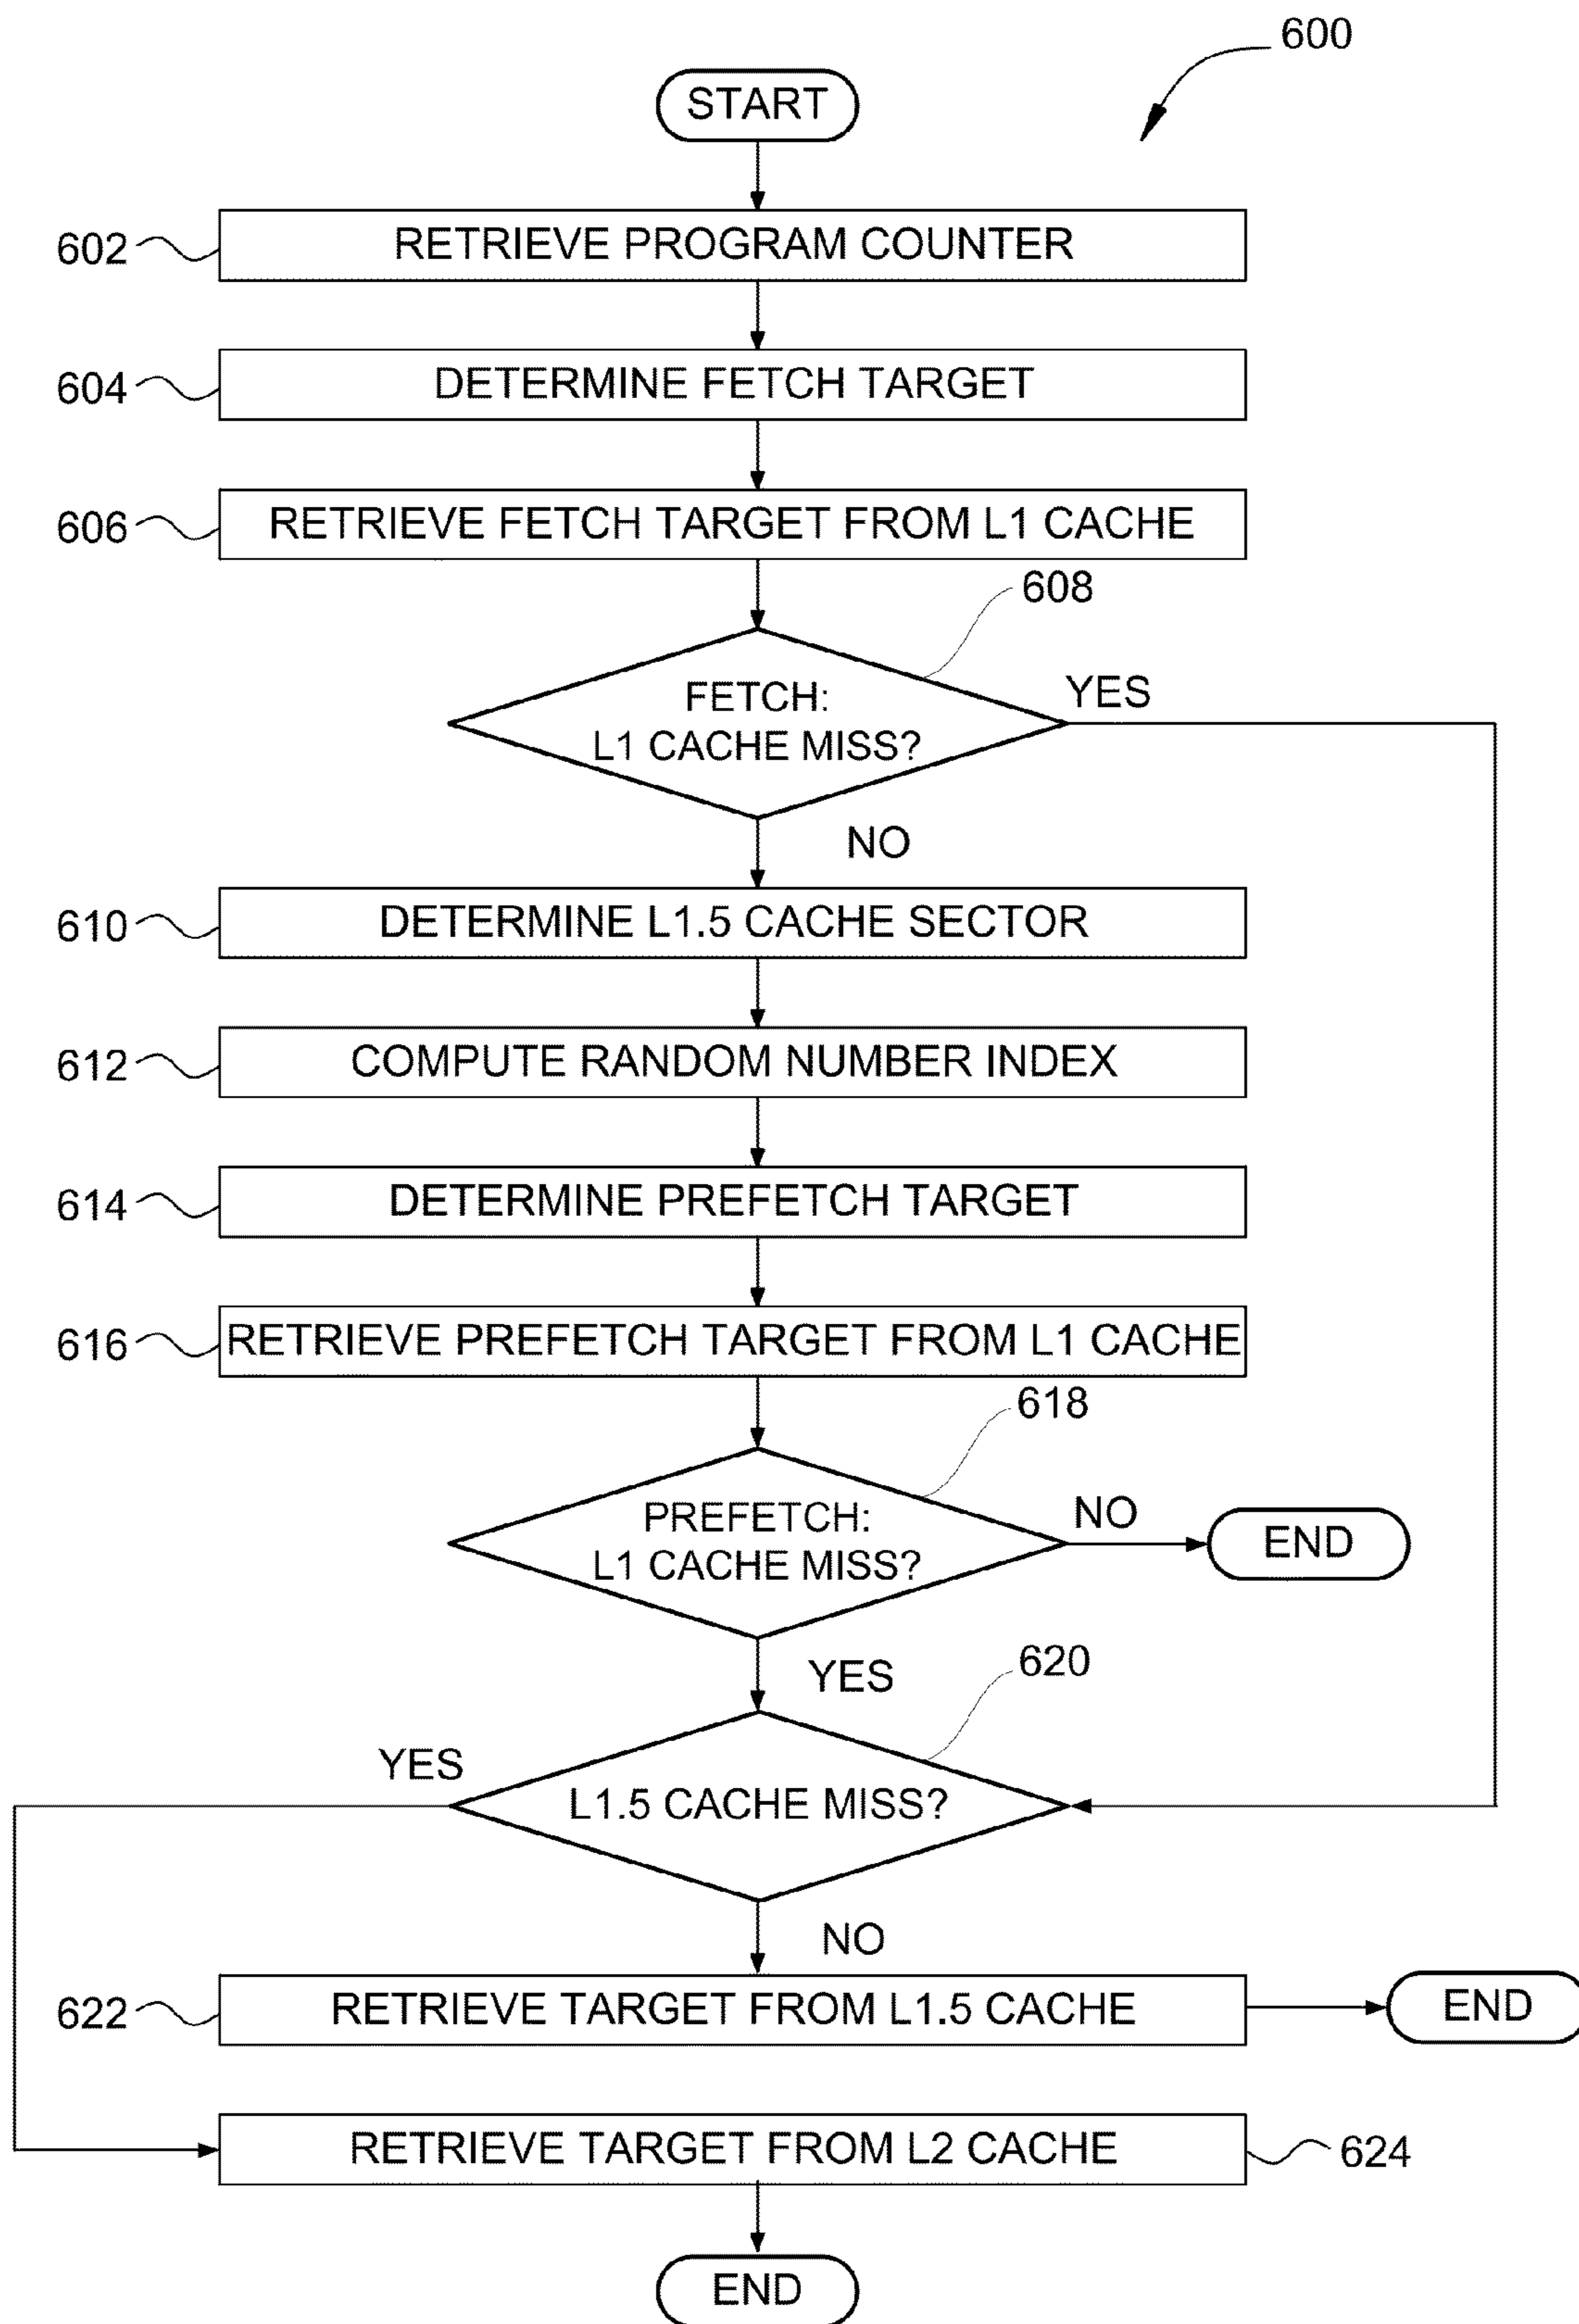 600
START
602
RETRIEVE PROGRAM COUNTER
604
DETERMINE FETCH TARGET
606
RETRIEVE FETCH TARGET FROM L1 CACHE
608
FETCH:
L1 CACHE MISS?
YES
NO
610
DETERMINE L1.5 CACHE SECTOR
612
COMPUTE RANDOM NUMBER INDEX
614
DETERMINE PREFETCH TARGET
616
RETRIEVE PREFETCH TARGET FROM L1 CACHE
618
PREFETCH:
L1 CACHE MISS?
NO
END
YES
620
YES
L1.5 CACHE MISS?
NO
622
RETRIEVE TARGET FROM L1.5 CACHE
END
RETRIEVE TARGET FROM L2 CACHE
624
END